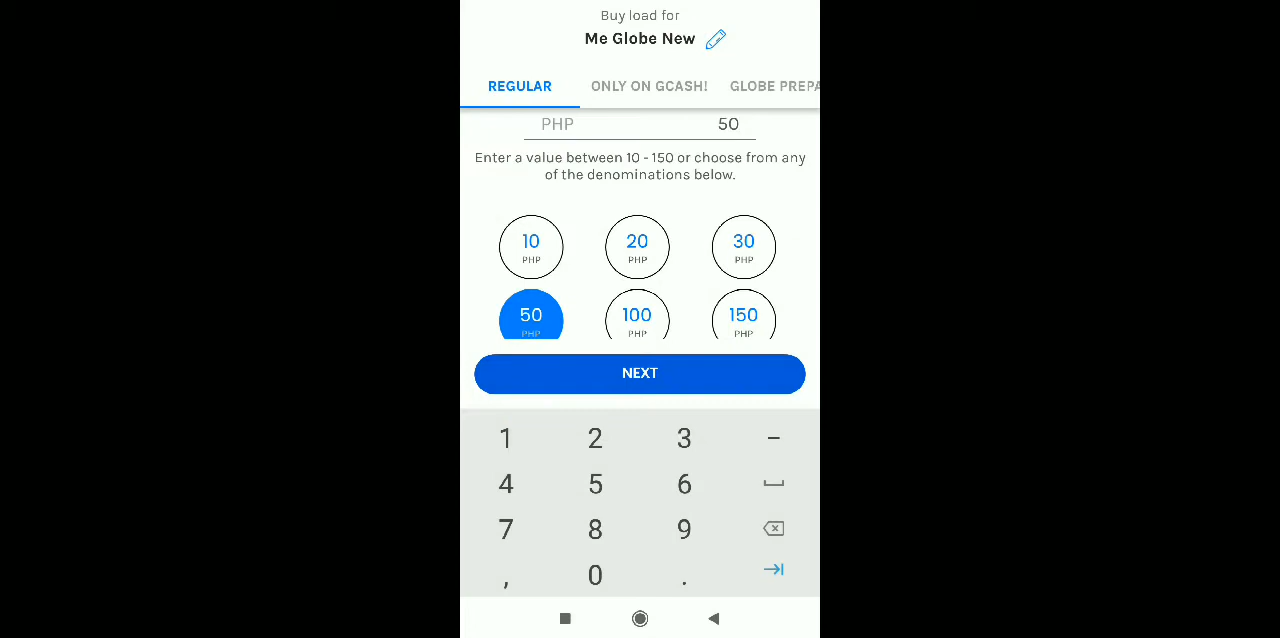 Buy load for
Me Globe New
REGULAR ONLY ON GCASH! GLOBE PREPA
PHP 50
Enter a value between 10 - 150 or choose from any
of the denominations below.
10 20 30
PHP PHP PHP
50 100 150
PHP PHP PHP
NEXT
1 2 3 -
4 5 6
7 8 9
, 0 .